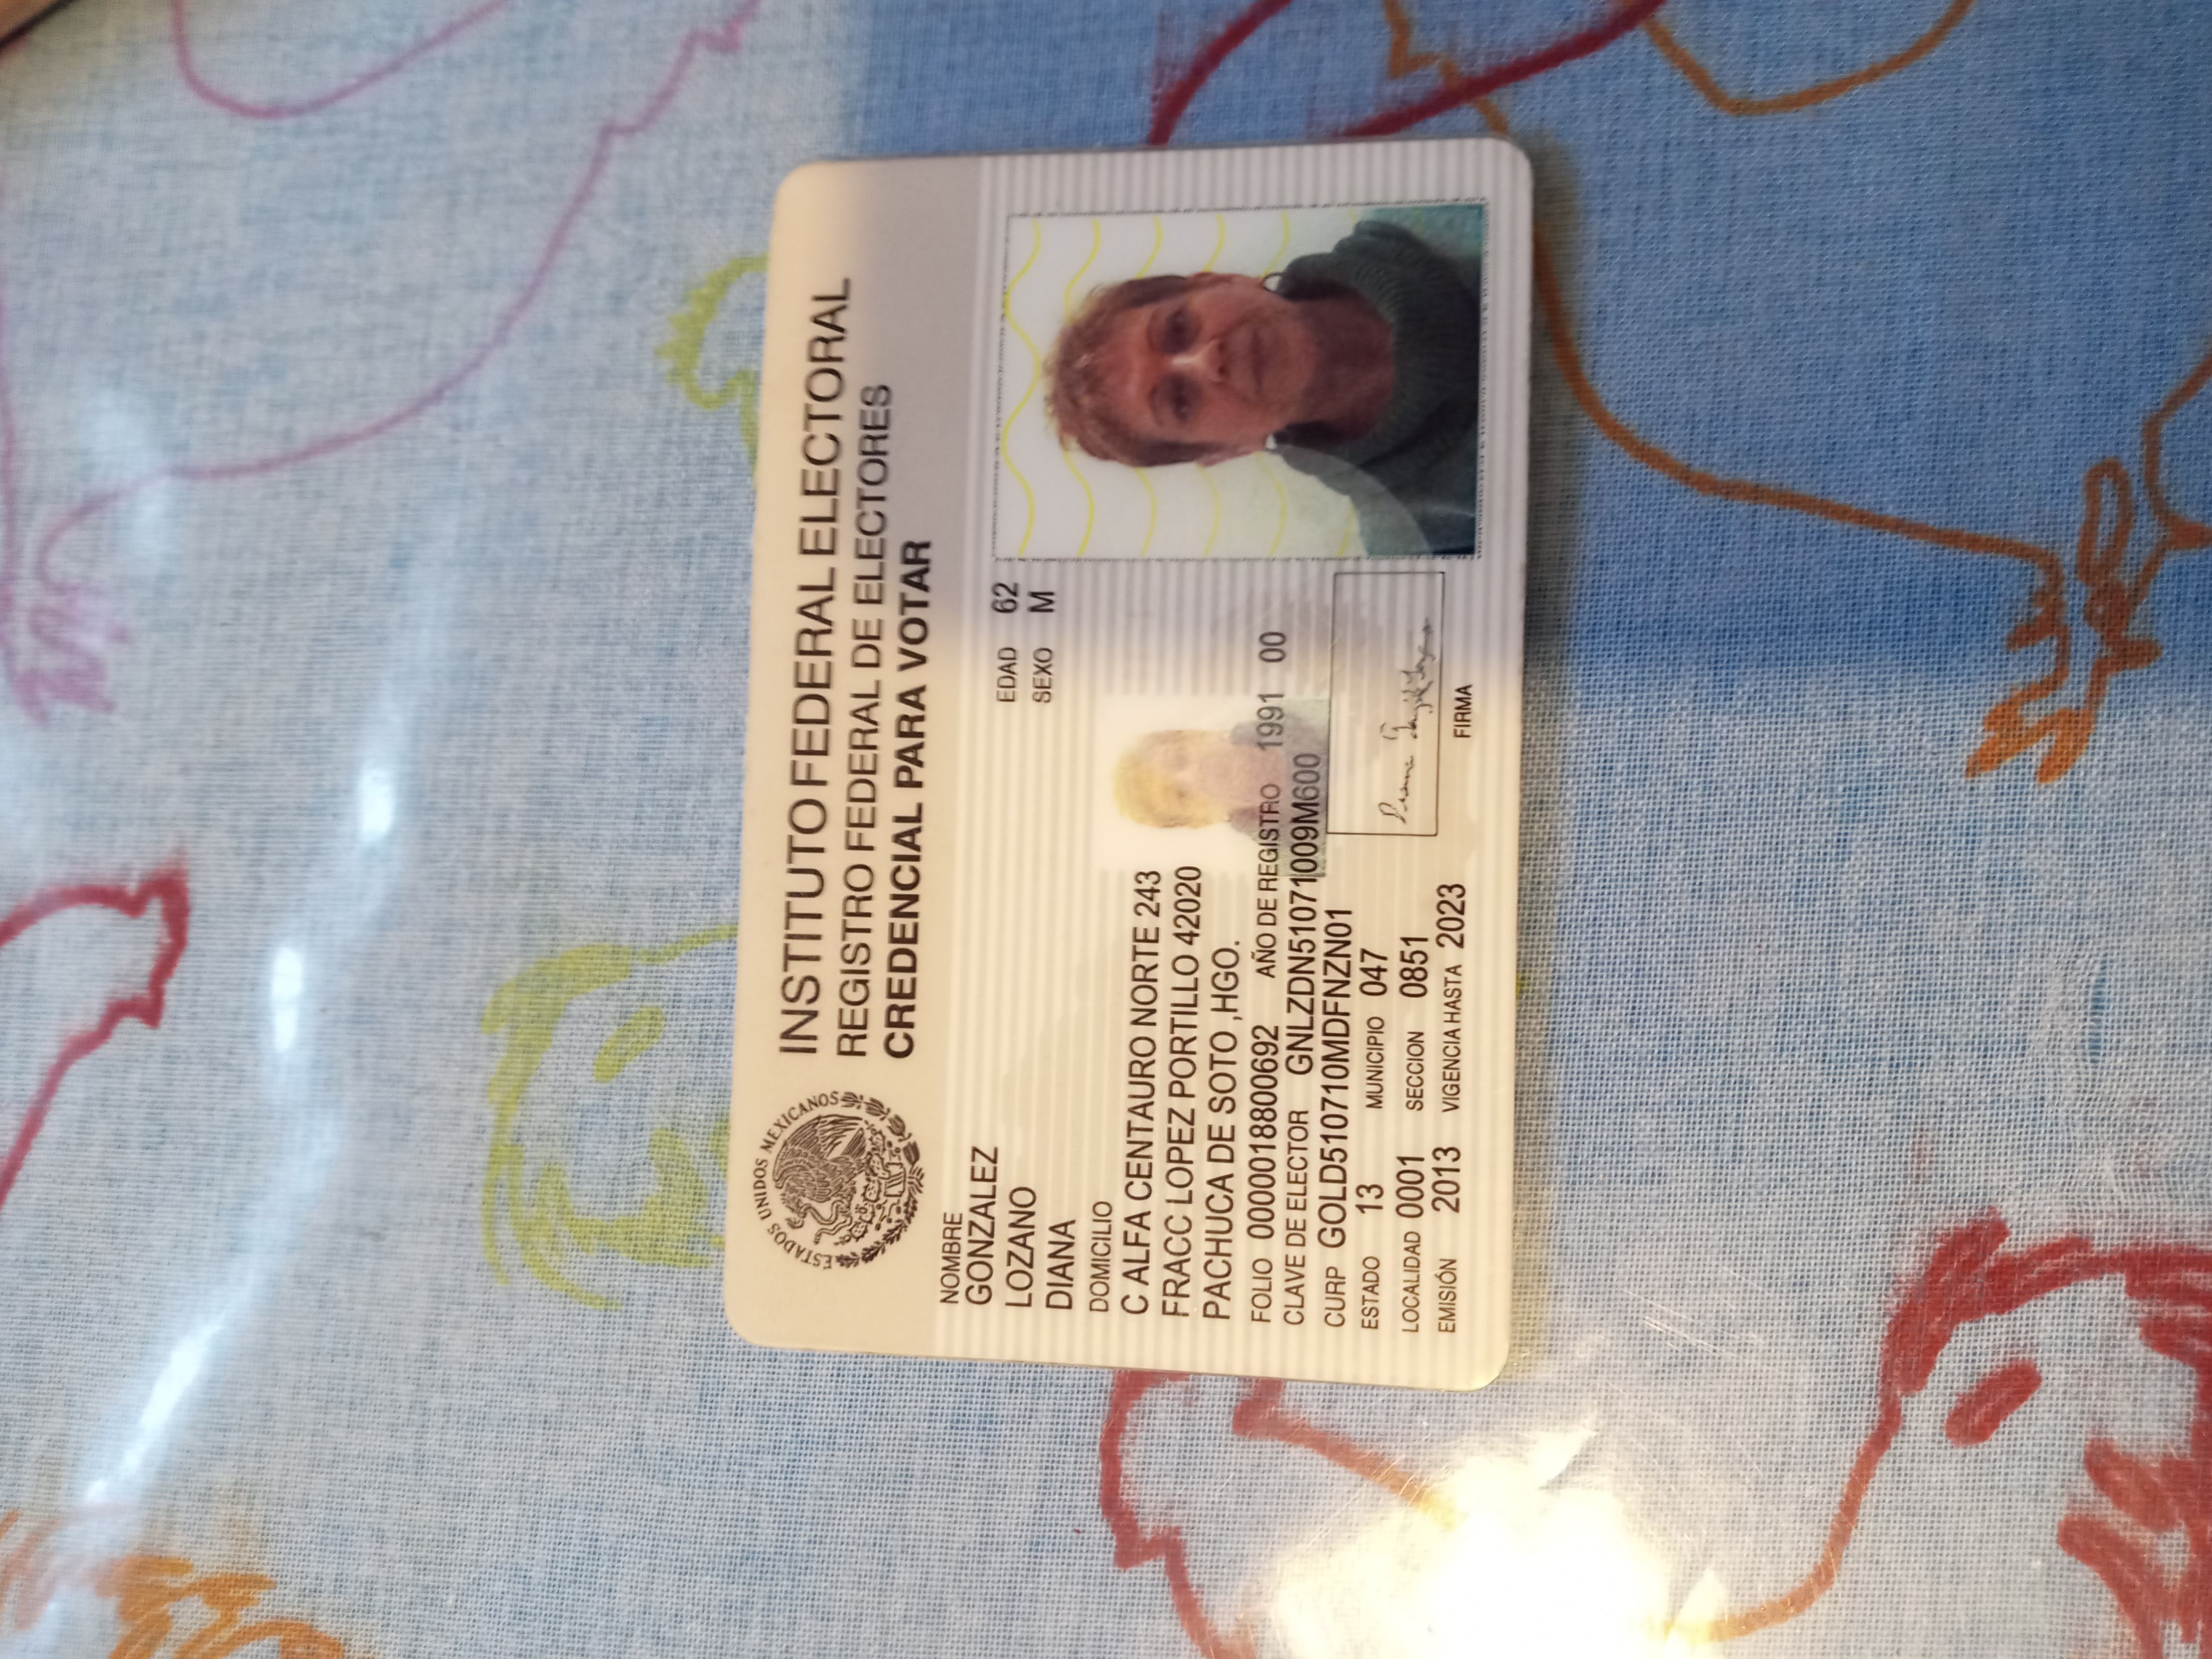 ESTADOS UNIDOS MEXICANOS
INSTITUTO FEDERAL ELECTORAL
REGISTRO FEDERAL DE ELECTORES
CREDENCIAL PARA VOTAR
NOMBRE
GONZALEZ
LOZANO
DIANA
EDAD 62
SEXO M
DOMICILIO
C ALFA CENTAURO NORTE 243
FRACC LOPEZ PORTILLO 42020
PACHUCA DE SOTO ,HGO.
FOLIO 0000018800692 AÑO DE REGISTRO 1991 00
CLAVE DE ELECTOR GNLZDN51071009M600
CURP GOLD510710MDFNZN01
ESTADO 13 MUNICIPIO 047
LOCALIDAD 0001 SECCION 0851
EMISIÓN 2013 VIGENCIA HASTA 2023
Diana
FIRMA